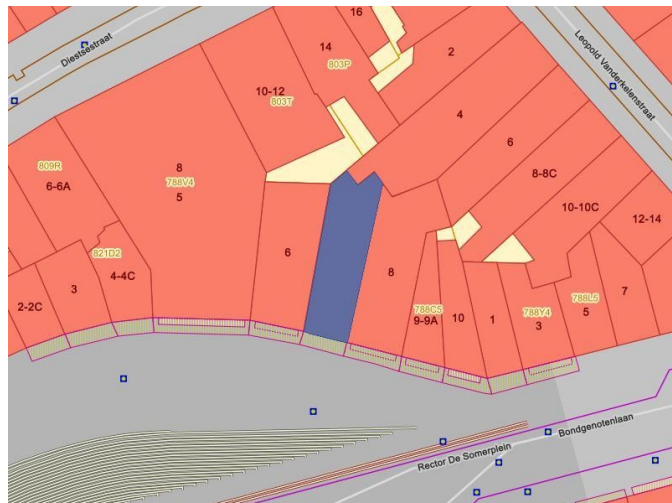 16
14
803P
Diestsestraat
10-12
803T
2
Leopold Vanderkelenstraat
4
6
809R
6-6A
8
788V4
5
8-8C
10-10C
12-14
821D2
4-4C
3
2-2C
6
8
788C5
9-9A
10
1
788Y4
3
788L5
5
7
Bondgenotenlaan
Rector De Somerplein